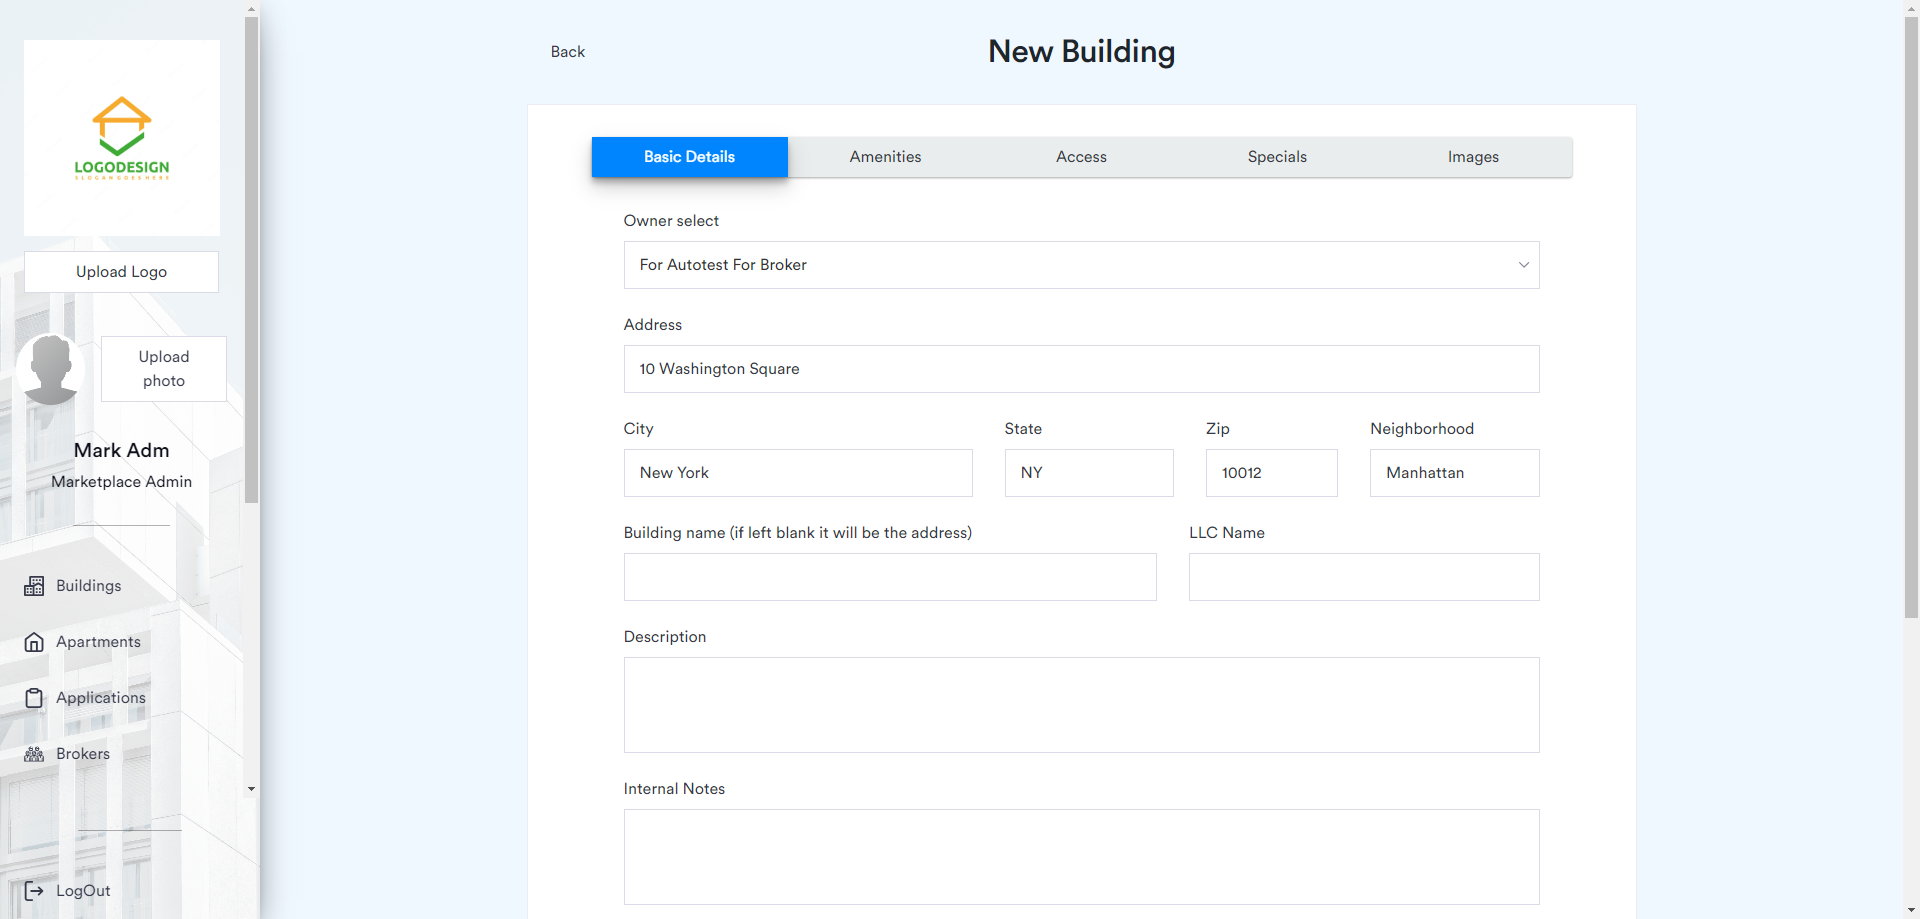 LOGODESIGN
SLOGANGOESHERE
Upload Logo
Upload
photo
Mark Adm
Marketplace Admin
Buildings
Apartments
Applications
Brokers
LogOut
Back
New Building
Basic Details
Amenities
Access
Specials
Images
Owner select
For Autotest For Broker
Address
10 Washington Square
City
State
Zip
Neighborhood
New York
NY
10012
Manhattan
Building name (if left blank it will be the address)
LLC Name
Description
Internal Notes